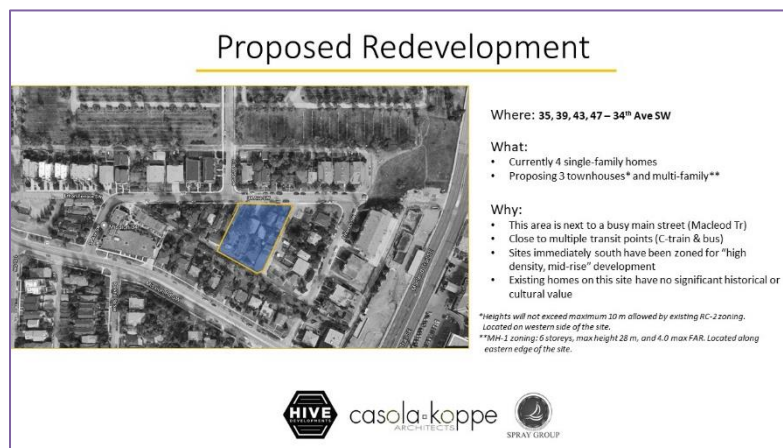 Proposed Redevelopment
Where: 35, 39, 43, 47 – 34th Ave SW
What:
• Currently 4 single-family homes
• Proposing 3 townhouses* and multi-family**
Why:
• This area is next to a busy main street (Macleod Tr)
• Close to multiple transit points (C-train & bus)
• Sites immediately south have been zoned for "high
density, mid-rise" development
• Existing homes on this site have no significant historical or
cultural value
*Heights will not exceed maximum 10 m allowed by existing RC-2 zoning.
Located on western side of the site.
**MH-1 zoning: 6 storeys, max height 28 m, and 4.0 max FAR. Located along
eastern edge of the site.
HIVE
DEVELOPMENTS
casola·koppe
ARCHITECTS
SPRAY GROUP